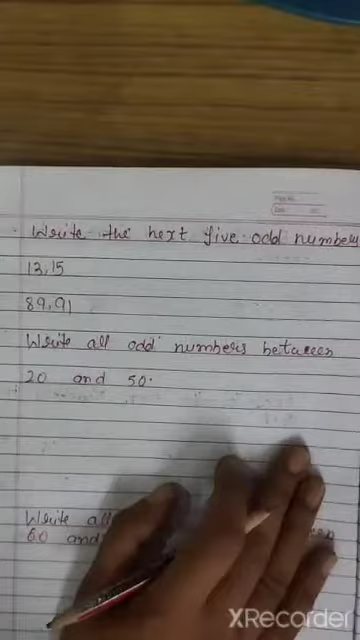 Write the next five odd numbers
13, 15
89, 91
Write all odd numbers between
20 and 50.
Write all
60 and
XRecorder